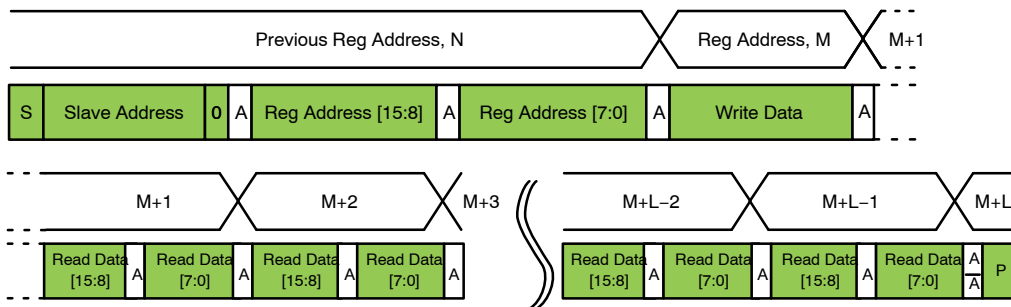 Previous Reg Address, N Reg Address, M M+1
S Slave Address 0 A Reg Address [15:8] A Reg Address [7:0] A Write Data A
M+1 M+2 M+3 M+L−2 M+L−1 M+L
Read Data Read Data Read Data Read Data Read Data Read Data Read Data Read Data A
[15:8] A [7:0] A [15:8] A [7:0] A [15:8] A [7:0] A [15:8] A [7:0] A P